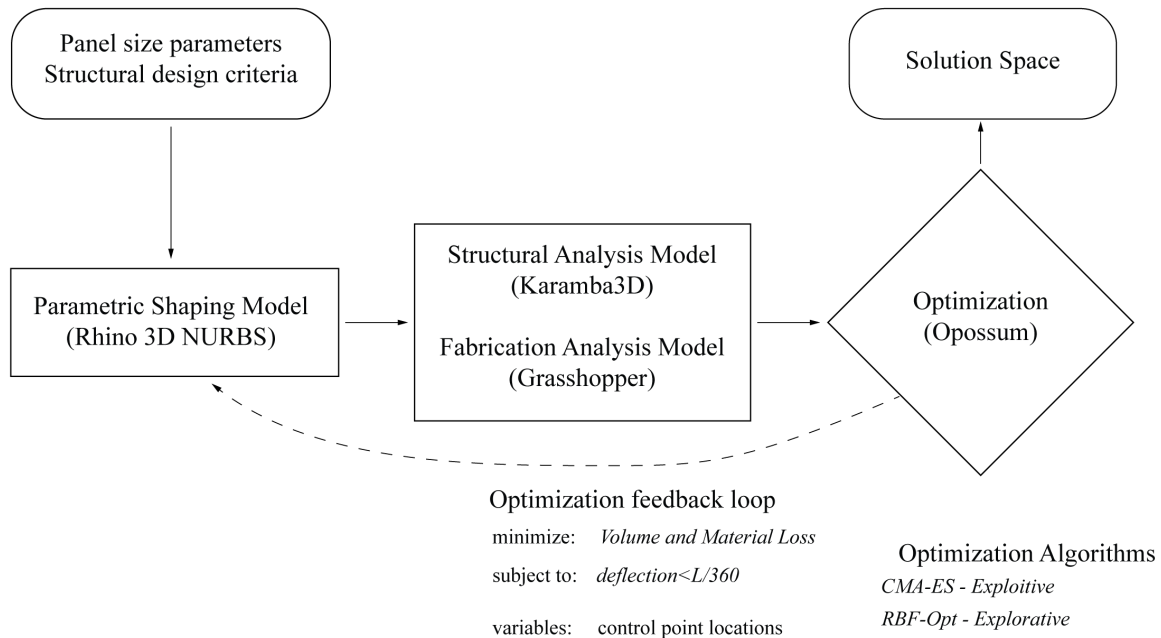 Panel size parameters
Structural design criteria
Solution Space
Parametric Shaping Model
(Rhino 3D NURBS)
Structural Analysis Model
(Karamba3D)
Fabrication Analysis Model
(Grasshopper)
Optimization
(Opossum)
Optimization feedback loop
minimize: Volume and Material Loss
subject to: deflection<L/360
variables: control point locations
Optimization Algorithms
CMA-ES - Exploitive
RBF-Opt - Explorative